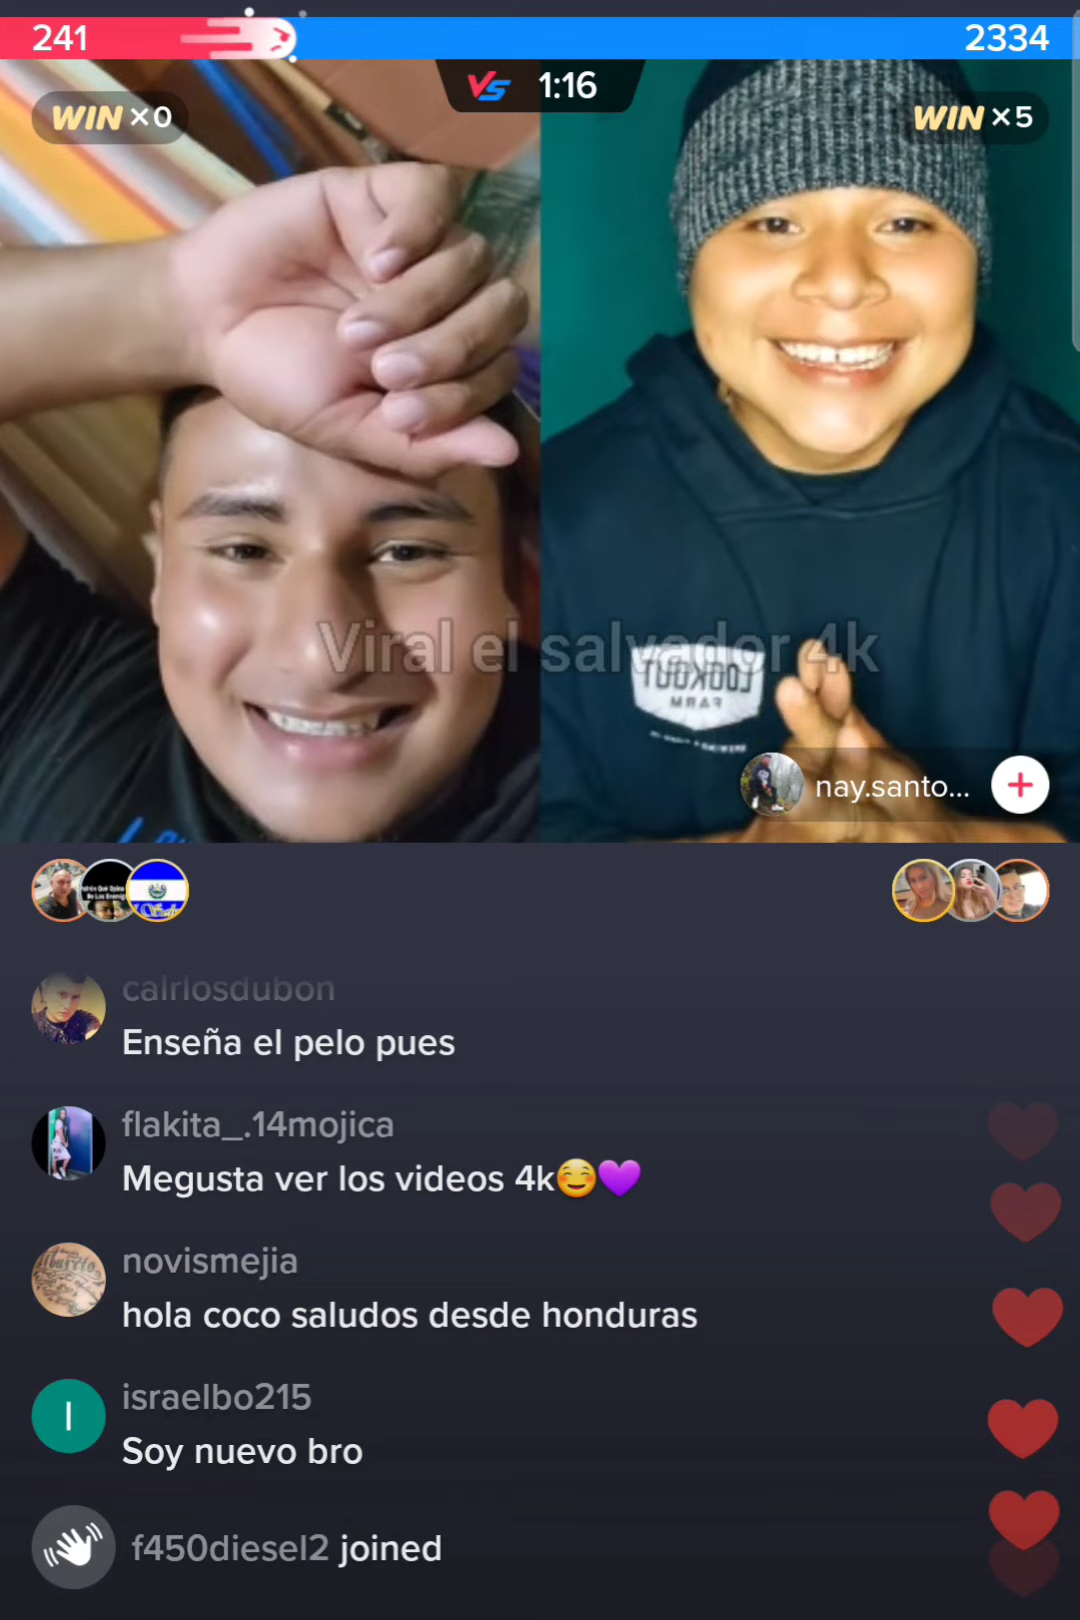 241
2334
VS 1:16
WIN ×0
WIN ×5
Viral el salvador 4k
LOOKOUT
FARM
nay.santo...
calrlosdubon
Enseña el pelo pues
flakita_.14mojica
Megusta ver los videos 4k☺️💜
novismejia
hola coco saludos desde honduras
israelbo215
I
Soy nuevo bro
f450diesel2 joined